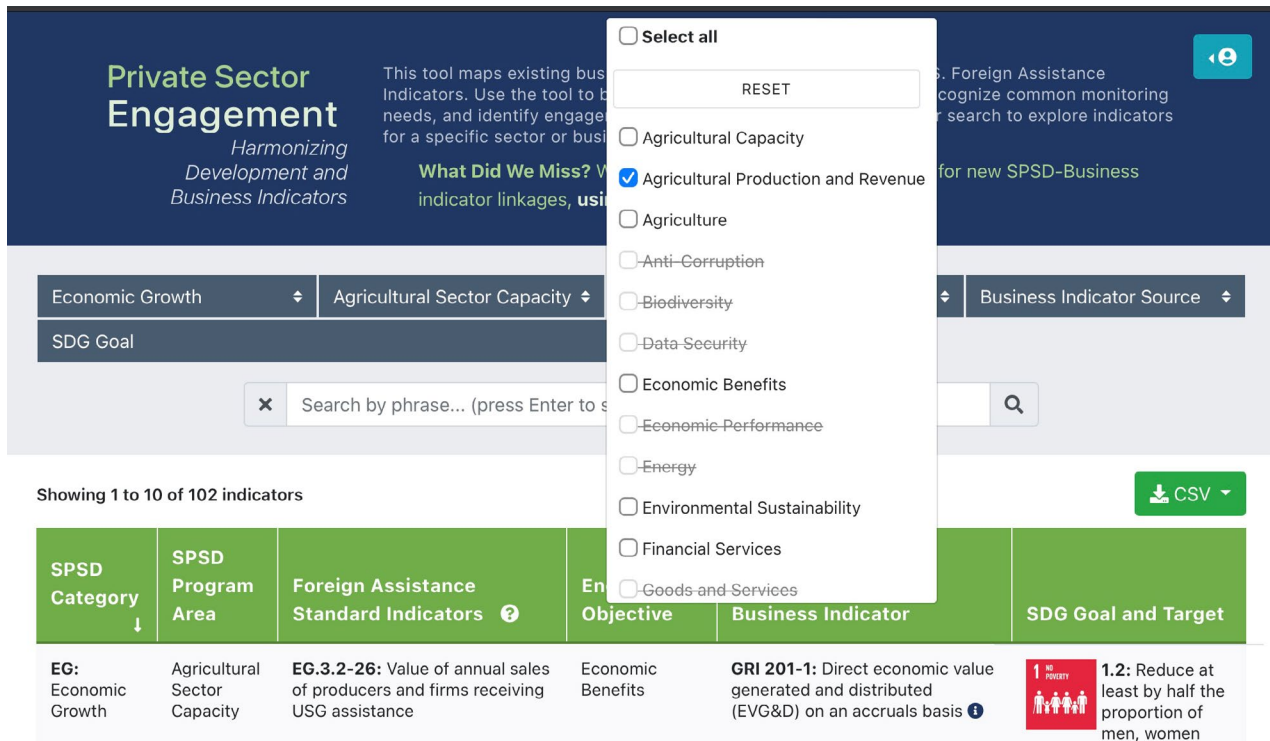 Private Sector
Engagement
Harmonizing
Development and
Business Indicators
This tool maps existing bus
Indicators. Use the tool to b
needs, and identify engage
for a specific sector or busi
. Foreign Assistance
cognize common monitoring
r search to explore indicators
What Did We Miss?
for new SPSD-Business
indicator linkages, usi
Select all
RESET
Agricultural Capacity
Agricultural Production and Revenue
Agriculture
Anti-Corruption
Biodiversity
Data Security
Economic Benefits
Economic Performance
Energy
Environmental Sustainability
Financial Services
Goods and Services
Economic Growth
Agricultural Sector Capacity
Business Indicator Source
SDG Goal
Search by phrase... (press Enter to s
Showing 1 to 10 of 102 indicators
CSV
SPSD
Category
SPSD
Program
Area
Foreign Assistance
Standard Indicators ?
En
Objective
Business Indicator
SDG Goal and Target
EG:
Economic
Growth
Agricultural
Sector
Capacity
EG.3.2-26: Value of annual sales
of producers and firms receiving
USG assistance
Economic
Benefits
GRI 201-1: Direct economic value
generated and distributed
(EVG&D) on an accruals basis
1 NO
POVERTY
1.2: Reduce at
least by half the
proportion of
men, women